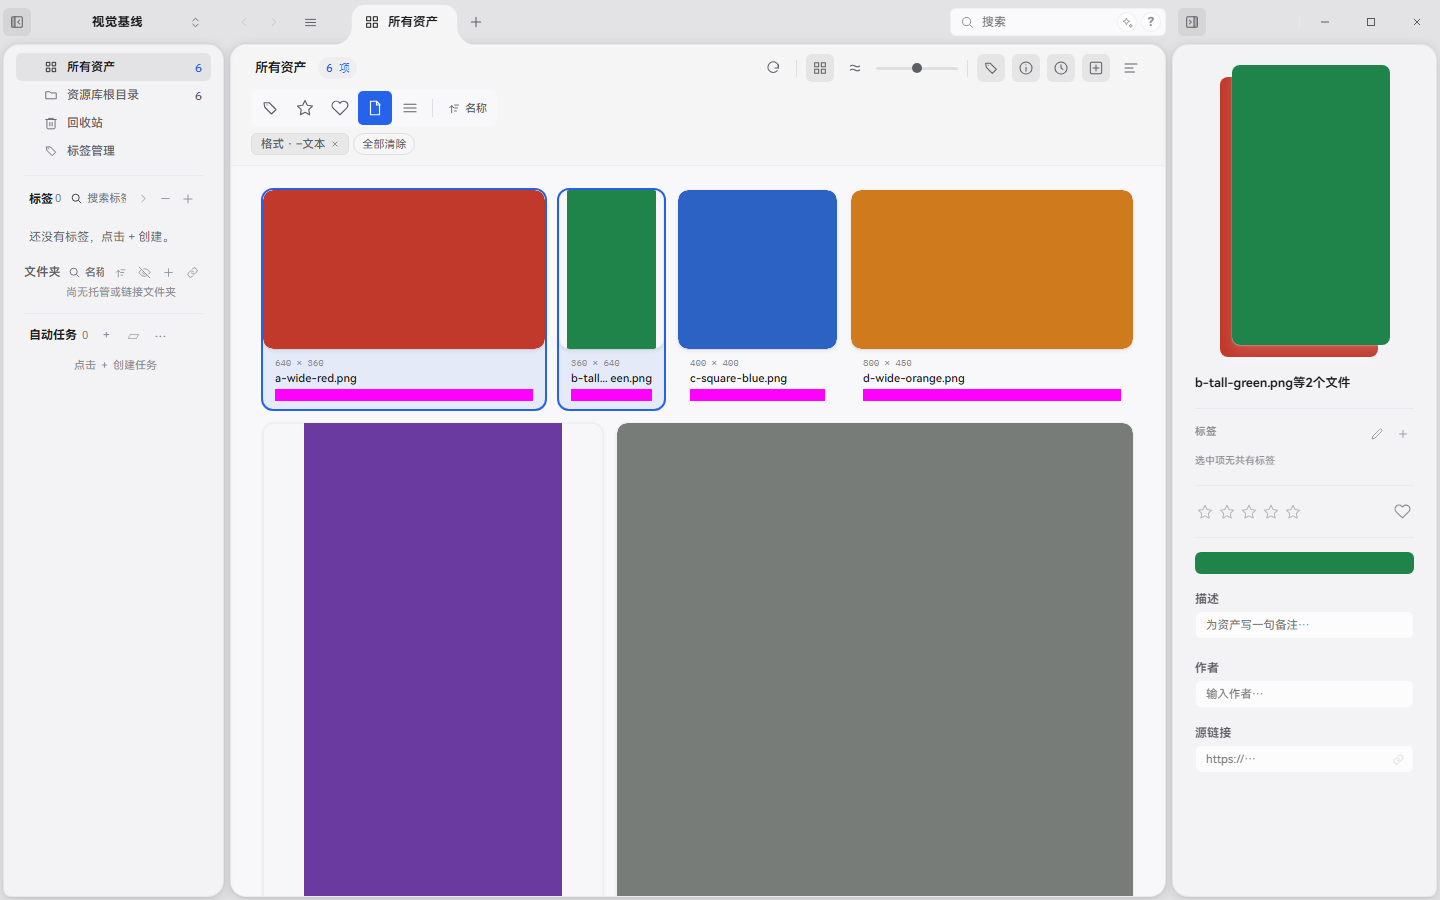 视觉基线
所有资产
搜索
?
所有资产 6
资源库根目录 6
回收站
标签管理
标签 0 搜索标签
还没有标签，点击 + 创建。
文件夹 名称
尚无托管或链接文件夹
自动任务 0 + ...
点击 + 创建任务
所有资产 6 项
名称
格式 · −文本 ×
全部清除
640 × 360
a-wide-red.png
360 × 640
b-tall... een.png
400 × 400
c-square-blue.png
800 × 450
d-wide-orange.png
b-tall-green.png等2个文件
标签
选中项无共有标签
描述
为资产写一句备注…
作者
输入作者…
源链接
https://…